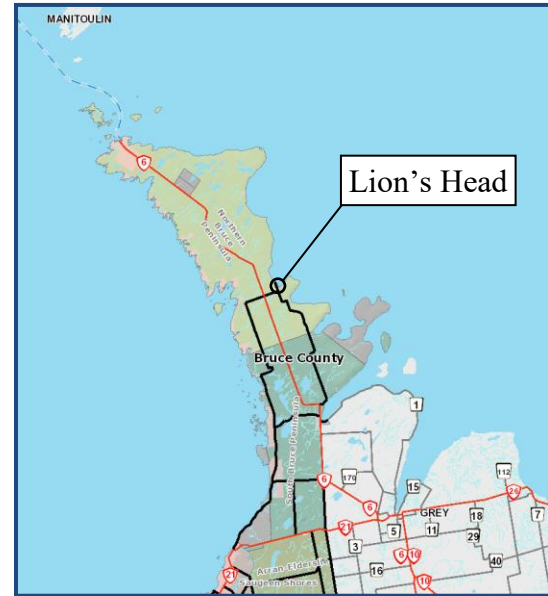 MANITOULIN
6
Northern
Bruce
Peninsula
Lion's Head
Bruce County
South Bruce Peninsula
1
170
6
6
15
112
26
GREY
18
7
5
11
29
21
3
40
16
6
10
10
Arran-Elderslie
Saugeen Shores
21